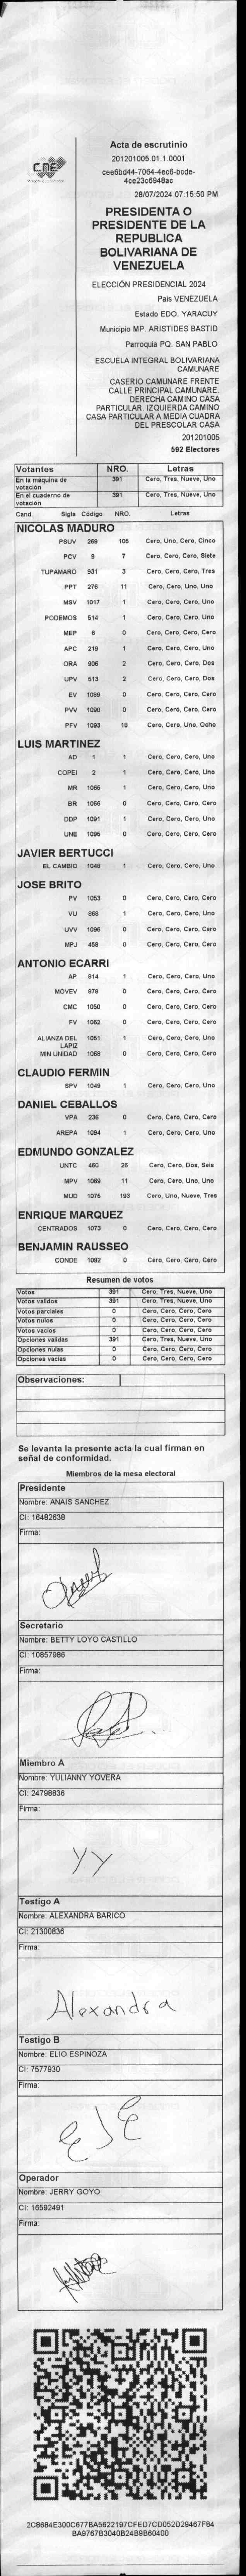 CNE
Acta de escrutinio
201201005.01.1.0001
cee6bd44-7064-4ec6-bcde-
4ce23c6948ac
28/07/2024 07:15:50 PM
PRESIDENTA O
PRESIDENTE DE LA
REPUBLICA
BOLIVARIANA DE
VENEZUELA
ELECCIÓN PRESIDENCIAL 2024
Pais VENEZUELA
Estado EDO. YARACUY
Municipio MP. ARISTIDES BASTID
Parroquia PQ. SAN PABLO
ESCUELA INTEGRAL BOLIVARIANA
CAMUNARE
CASERIO CAMUNARE FRENTE
CALLE PRINCIPAL CAMUNARE.
DERECHA CAMINO CASA
PARTICULAR. IZQUIERDA CAMINO
CASA PARTICULAR A MEDIA CUADRA
DEL PRESCOLAR CASA
201201005
592 Electores
Votantes NRO. Letras
En la máquina de votación 391 Cero, Tres, Nueve, Uno
En el cuaderno de votación 391 Cero, Tres, Nueve, Uno
Cand. Sigla Código NRO. Letras
NICOLAS MADURO
PSUV 269 105 Cero, Uno, Cero, Cinco
PCV 9 7 Cero, Cero, Cero, Siete
TUPAMARO 931 3 Cero, Cero, Cero, Tres
PPT 276 11 Cero, Cero, Uno, Uno
MSV 1017 1 Cero, Cero, Cero, Uno
PODEMOS 514 1 Cero, Cero, Cero, Uno
MEP 6 0 Cero, Cero, Cero, Cero
APC 219 1 Cero, Cero, Cero, Uno
ORA 906 2 Cero, Cero, Cero, Dos
UPV 513 2 Cero, Cero, Cero, Dos
EV 1089 0 Cero, Cero, Cero, Cero
PVV 1090 0 Cero, Cero, Cero, Cero
PFV 1093 18 Cero, Cero, Uno, Ocho
LUIS MARTINEZ
AD 1 1 Cero, Cero, Cero, Uno
COPEI 2 1 Cero, Cero, Cero, Uno
MR 1065 1 Cero, Cero, Cero, Uno
BR 1066 0 Cero, Cero, Cero, Cero
DDP 1091 1 Cero, Cero, Cero, Uno
UNE 1095 0 Cero, Cero, Cero, Cero
JAVIER BERTUCCI
EL CAMBIO 1048 1 Cero, Cero, Cero, Uno
JOSE BRITO
PV 1053 0 Cero, Cero, Cero, Cero
VU 868 1 Cero, Cero, Cero, Uno
UVV 1096 0 Cero, Cero, Cero, Cero
MPJ 458 0 Cero, Cero, Cero, Cero
ANTONIO ECARRI
AP 814 1 Cero, Cero, Cero, Uno
MOVEV 878 0 Cero, Cero, Cero, Cero
CMC 1050 0 Cero, Cero, Cero, Cero
FV 1062 0 Cero, Cero, Cero, Cero
ALIANZA DEL LAPIZ 1061 1 Cero, Cero, Cero, Uno
MIN UNIDAD 1068 0 Cero, Cero, Cero, Cero
CLAUDIO FERMIN
SPV 1049 1 Cero, Cero, Cero, Uno
DANIEL CEBALLOS
VPA 236 0 Cero, Cero, Cero, Cero
AREPA 1094 1 Cero, Cero, Cero, Uno
EDMUNDO GONZALEZ
UNTC 460 26 Cero, Cero, Dos, Seis
MPV 1069 11 Cero, Cero, Uno, Uno
MUD 1075 193 Cero, Uno, Nueve, Tres
ENRIQUE MARQUEZ
CENTRADOS 1073 0 Cero, Cero, Cero, Cero
BENJAMIN RAUSSEO
CONDE 1092 0 Cero, Cero, Cero, Cero
Resumen de votos
Votos 391 Cero, Tres, Nueve, Uno
Votos validos 391 Cero, Tres, Nueve, Uno
Votos parciales 0 Cero, Cero, Cero, Cero
Votos nulos 0 Cero, Cero, Cero, Cero
Votos vacios 0 Cero, Cero, Cero, Cero
Opciones validas 391 Cero, Tres, Nueve, Uno
Opciones nulas 0 Cero, Cero, Cero, Cero
Opciones vacias 0 Cero, Cero, Cero, Cero
Observaciones:
Se levanta la presente acta la cual firman en
señal de conformidad.
Miembros de la mesa electoral
Presidente
Nombre: ANAIS SANCHEZ
CI: 16482638
Firma:
Secretario
Nombre: BETTY LOYO CASTILLO
CI: 10857986
Firma:
Miembro A
Nombre: YULIANNY YOVERA
CI: 24798836
Firma:
YY
Testigo A
Nombre: ALEXANDRA BARICO
CI: 21300836
Firma:
Alexandra
Testigo B
Nombre: ELIO ESPINOZA
CI: 7577930
Firma:
EJE
Operador
Nombre: JERRY GOYO
CI: 16592491
Firma:
2C8684E300C677BA5622197CFED7CD052D29467F84
BA9767B3040B24B9B60400